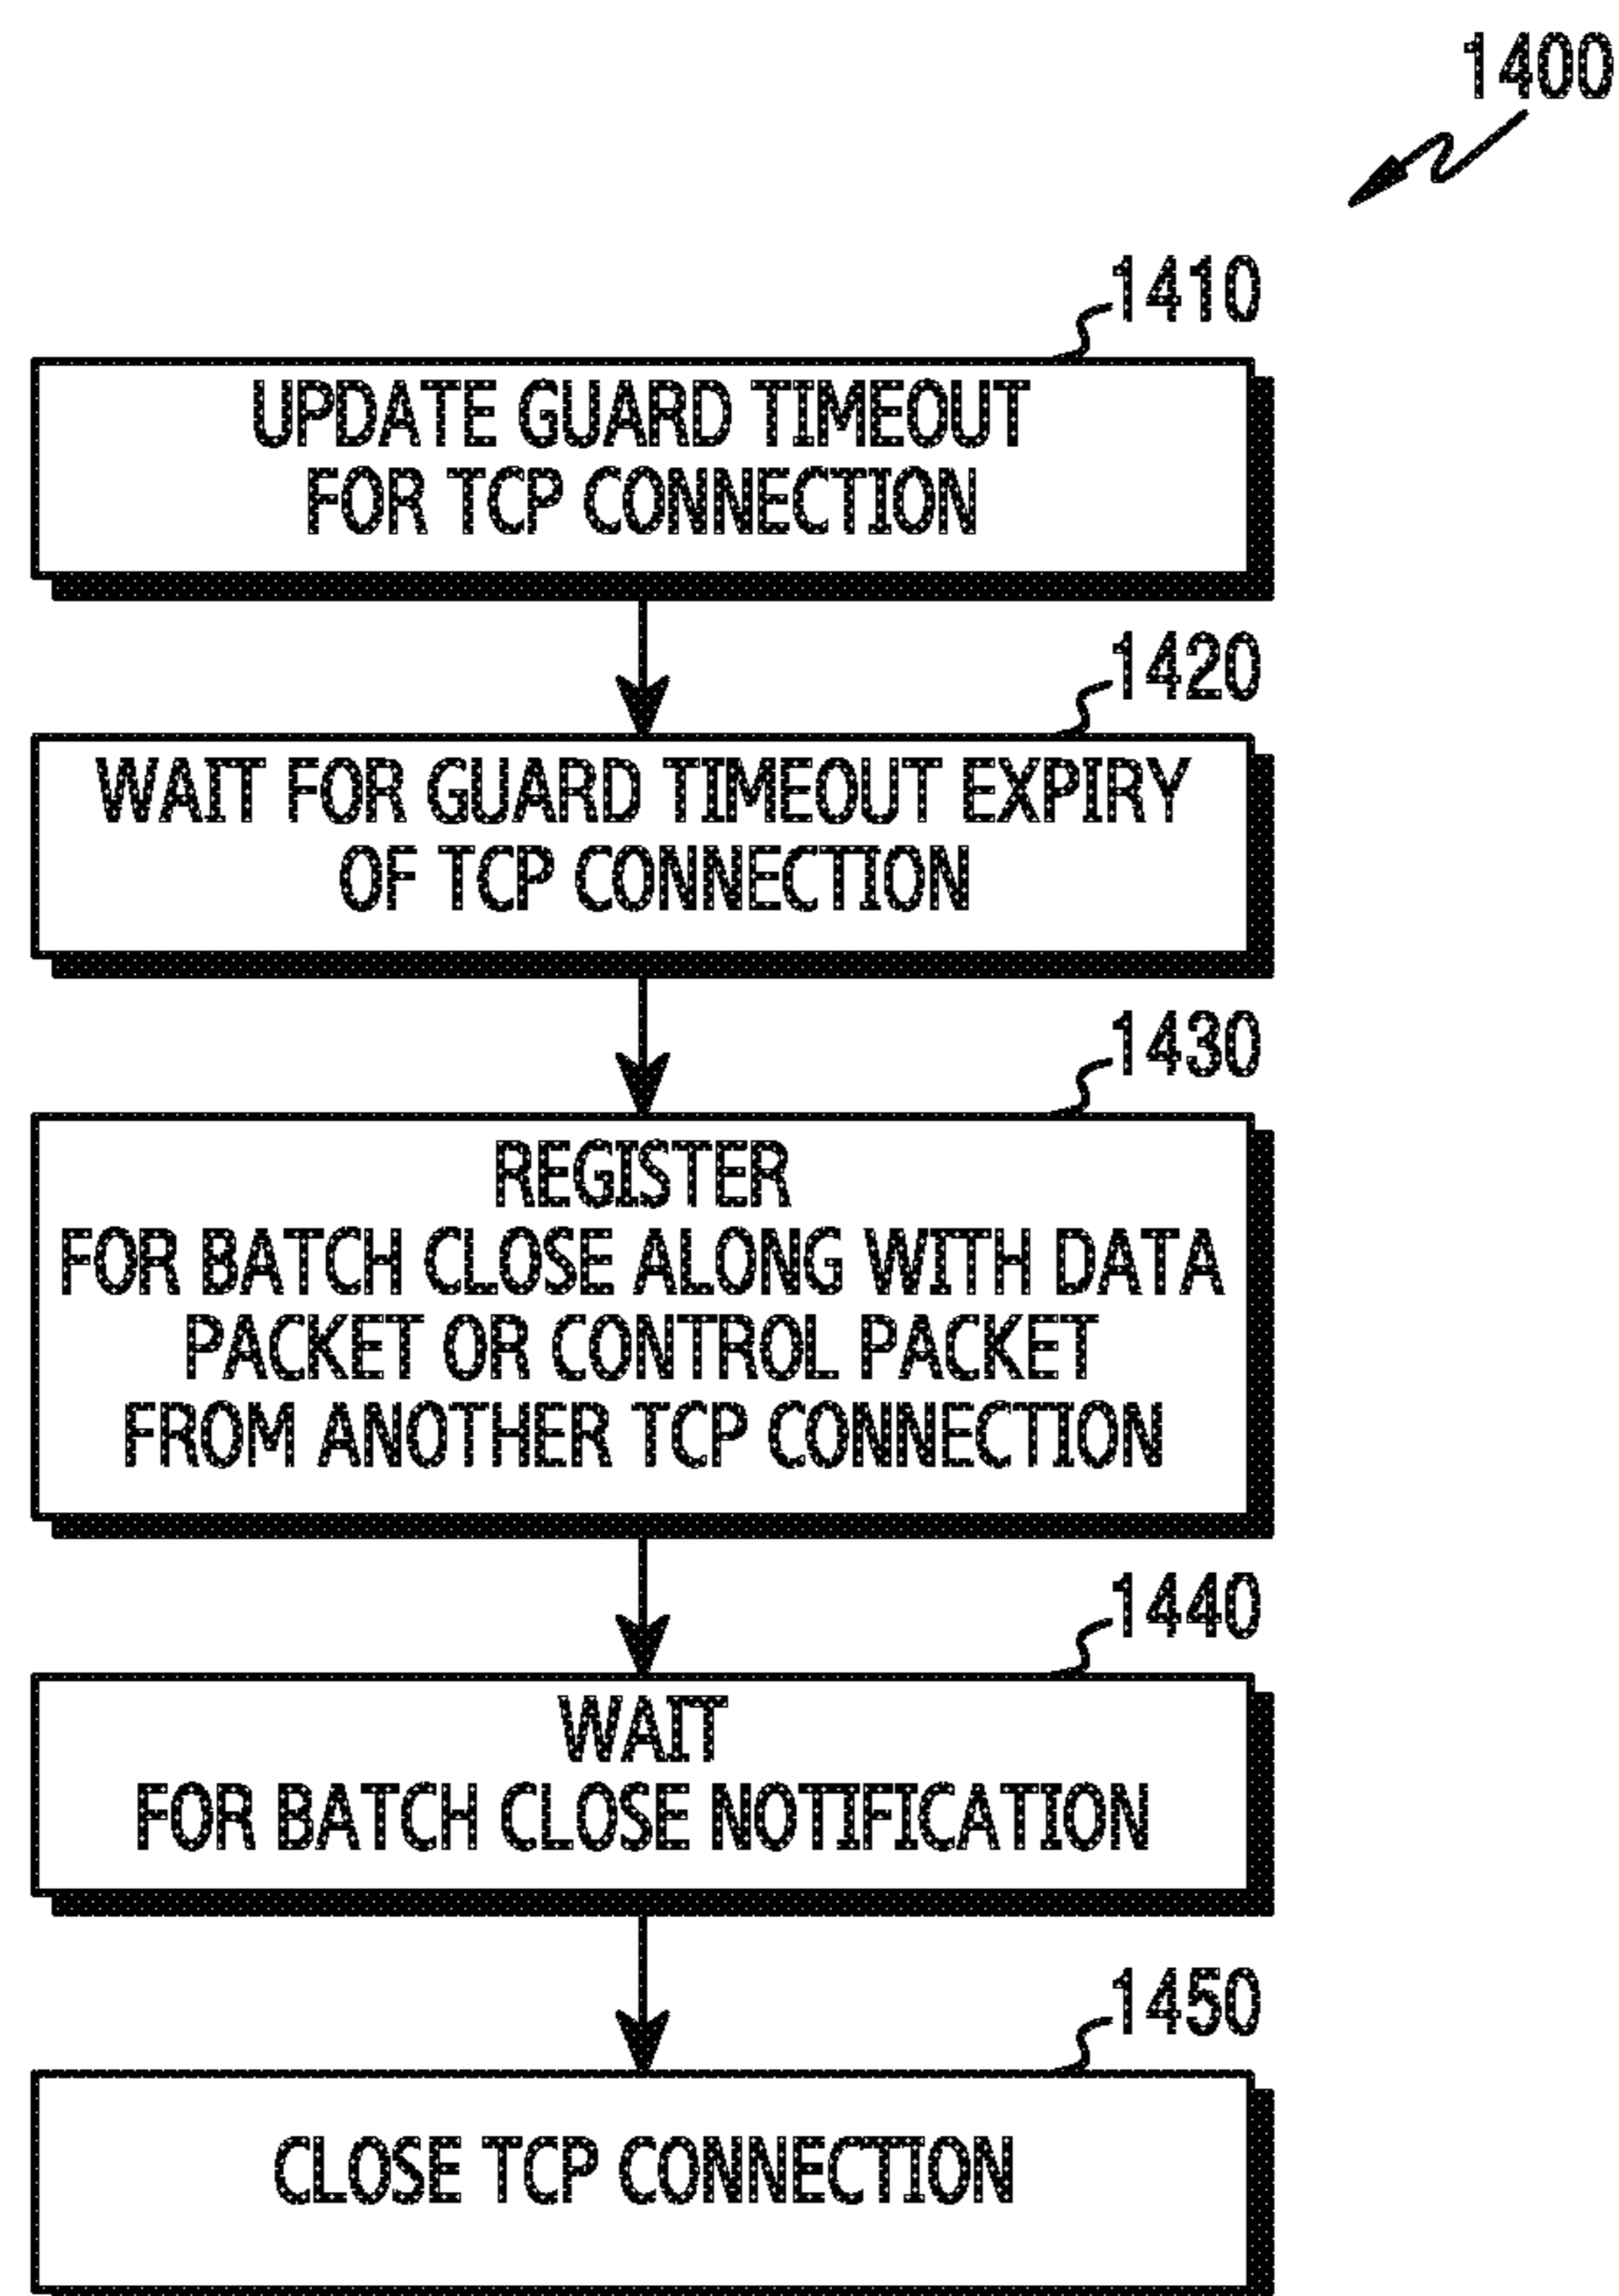 1400
1410
UPDATE GUARD TIMEOUT
FOR TCP CONNECTION
1420
WAIT FOR GUARD TIMEOUT EXPIRY
OF TCP CONNECTION
1430
REGISTER
FOR BATCH CLOSE ALONG WITH DATA
PACKET OR CONTROL PACKET
FROM ANOTHER TCP CONNECTION
1440
WAIT
FOR BATCH CLOSE NOTIFICATION
1450
CLOSE TCP CONNECTION